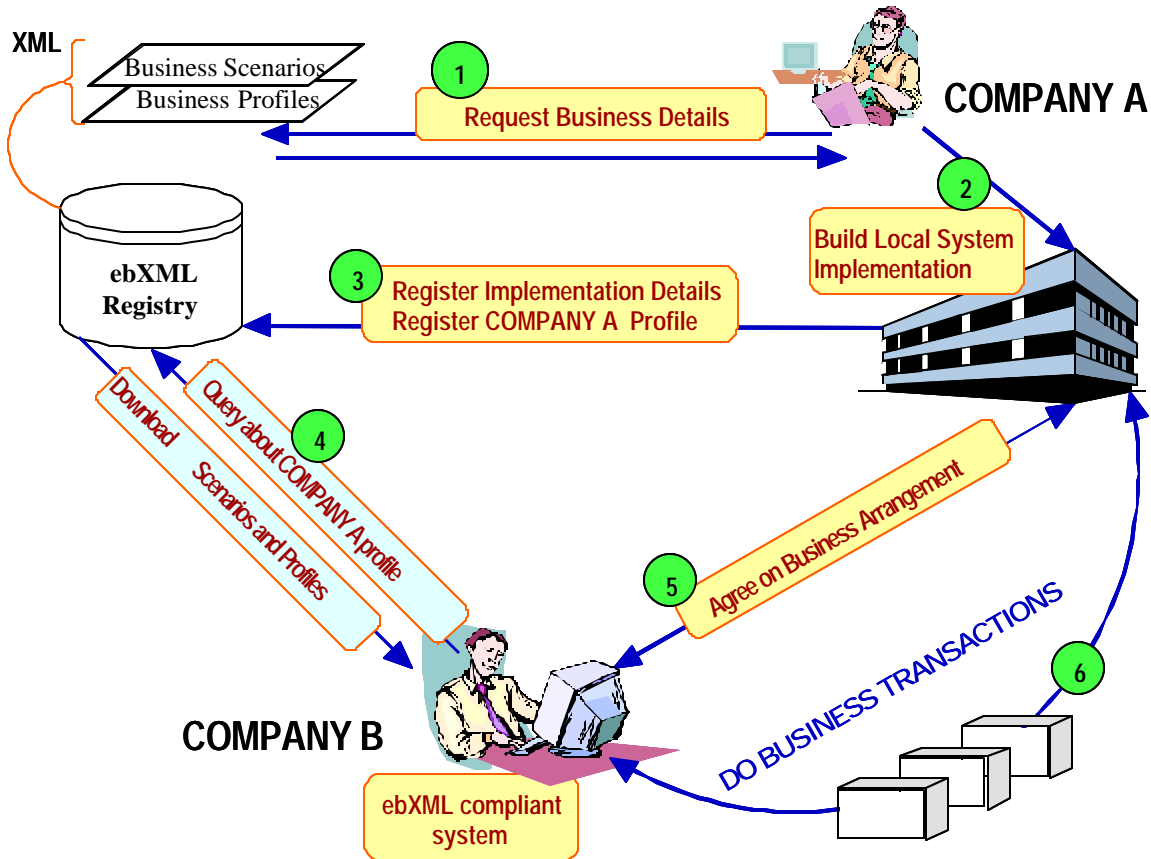 XML
Business Scenarios
Business Profiles
1
Request Business Details
COMPANY A
2
Build Local System
Implementation
ebXML
Registry
3
Register Implementation Details
Register COMPANY A Profile
Download Scenarios and Profiles
Query about COMPANY A profile
4
5
Agree on Business Arrangement
DO BUSINESS TRANSACTIONS
6
COMPANY B
ebXML compliant
system